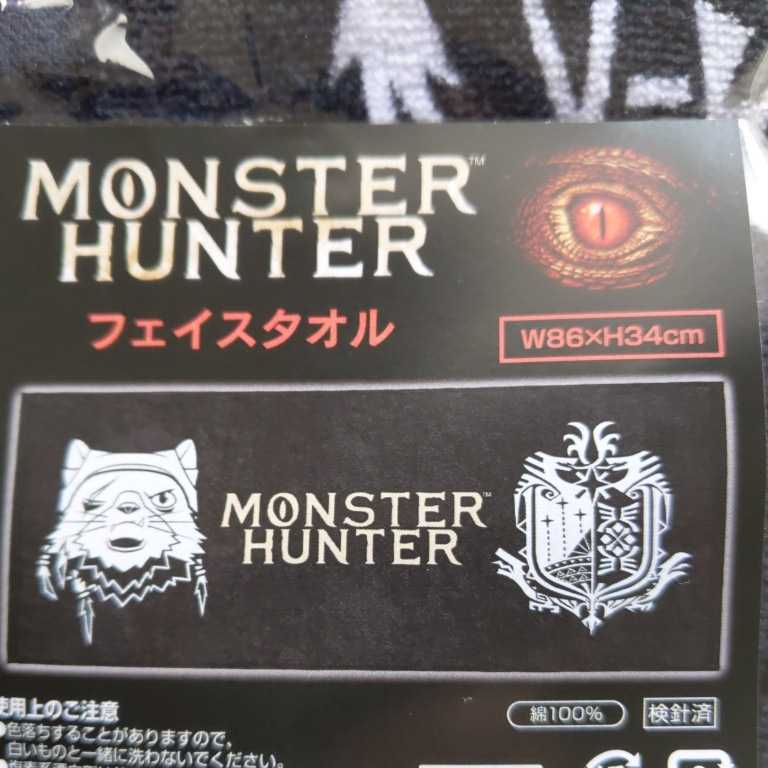 MONSTER™
HUNTER
フェイスタオル
W86×H34cm
MONSTER™
HUNTER
使用上のご注意
綿100%
検針済
●色落ちすることがありますので、
白いものと一緒に洗わないでください。